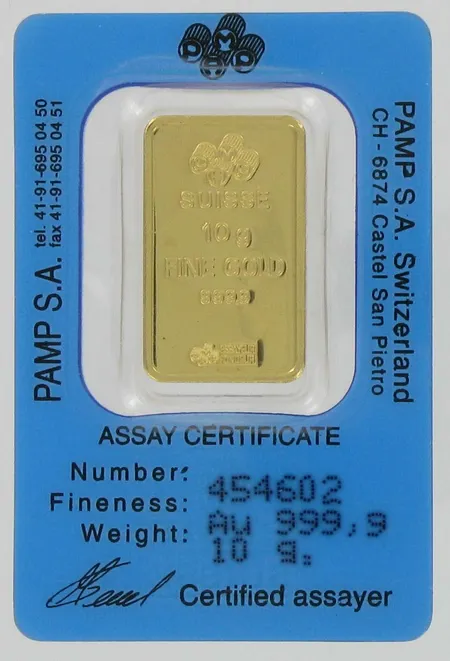 PAMP
PAMP S.A.
tel. 41-91-695 04 50
fax 41-91-695 04 51
PAMP S.A. Switzerland
CH - 6874 Castel San Pietro
PAMP
SUISSE
10 g
FINE GOLD
999.9
ASSAY CERTIFICATE
Number: 454602
Fineness: Au 999,9
Weight: 10 g.
Certified assayer